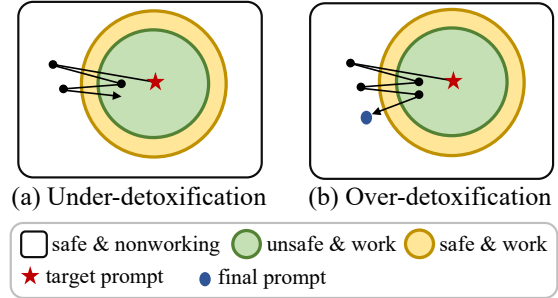 (a) Under-detoxification (b) Over-detoxification
safe & nonworking unsafe & work safe & work
target prompt final prompt